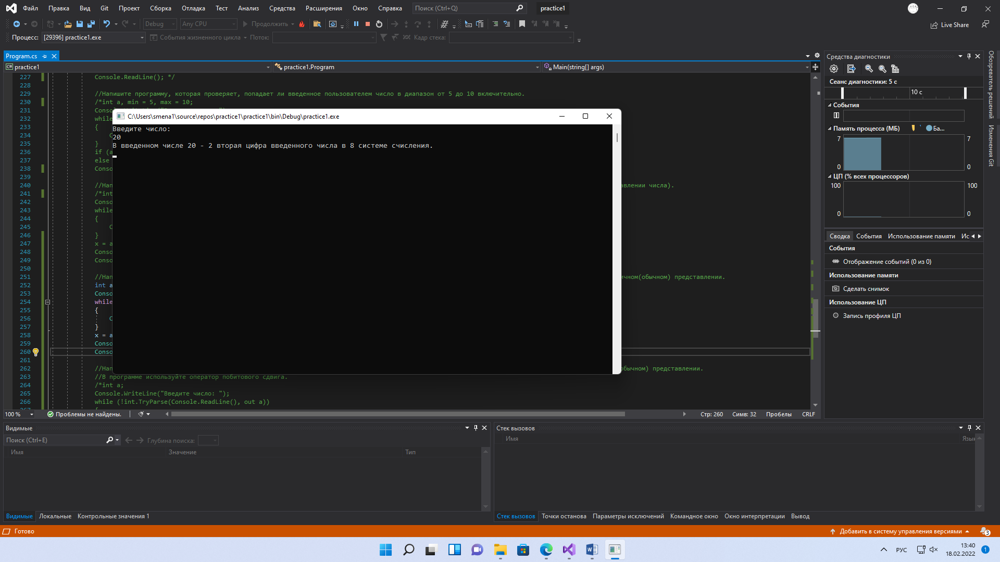 Файл Правка Вид Git Проект Сборка Отладка Тест Анализ Средства Расширения Окно Справка Поиск (Ctrl+Q) practice1
Debug Any CPU Продолжить Live Share
Процесс: [29396] practice1.exe События жизненного цикла Поток: Кадр стека:
Program.cs
practice1 practice1.Program Main(string[] args)
227 Console.ReadLine(); */
228
229 //Напишите программу, которая проверяет, попадает ли введенное пользователем число в диапазон от 5 до 10 включительно.
230 /*int a, min = 5, max = 10;
231 Conso
232 while
233 {
234 C
235 }
236 if (a
237 else
238 Conso
239
240 //Нап авлении числа).
241 /*int
242 Conso
243 while
244 {
245 C
246 }
247 x = a
248 Conso
249 Conso
250
251 //Нап ичном(обычном) представлении.
252 int a
253 Conso
254 while
255 {
256 C
257 }
258 x = a
259 Conso
260 Conso
261
262 //Нап обычном) представлении.
263 //В программе используйте оператор побитового сдвига.
264 /*int a;
265 Console.WriteLine("Введите число: ");
266 while (!int.TryParse(Console.ReadLine(), out a))
267 {
C:\Users\smena1\source\repos\practice1\practice1\bin\Debug\practice1.exe
Введите число:
20
В введенном числе 20 - 2 вторая цифра введенного числа в 8 системе счисления.
100 % Проблемы не найдены. Стр: 260 Симв: 32 Пробелы CRLF
Средства диагностики
Сеанс диагностики: 5 с
10 с
События
Память процесса (МБ) Ба...
7 7
0 0
ЦП (% всех процессоров)
100 100
0 0
Сводка События Использование памяти Ис
События
Отображение событий (0 из 0)
Использование памяти
Сделать снимок
Использование ЦП
Запись профиля ЦП
Обозреватель решений
Изменения Git
Видимые
Поиск (Ctrl+E) Глубина поиска:
Имя Значение Тип
Видимые Локальные Контрольные значения 1
Стек вызовов
Имя Язык
Стек вызовов Точки останова Параметры исключений Командное окно Окно интерпретации Вывод
Готово Добавить в систему управления версиями 3
РУС 13:40
18.02.2022 1